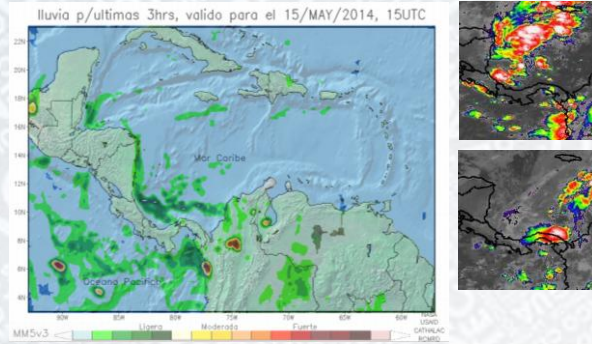 lluvia p/ultimas 3hrs, valido para el 15/MAY/2014, 15UTC
22N
20N
18N
16N
14N
12N
10N
8N
6N
4N
Mar Caribe
Oceano Pacifico
90W
85W
80W
75W
70W
65W
60W
MM5v3
Ligera
Moderada
Fuerte
NASA
USAID
CATHALAC
RCMRD